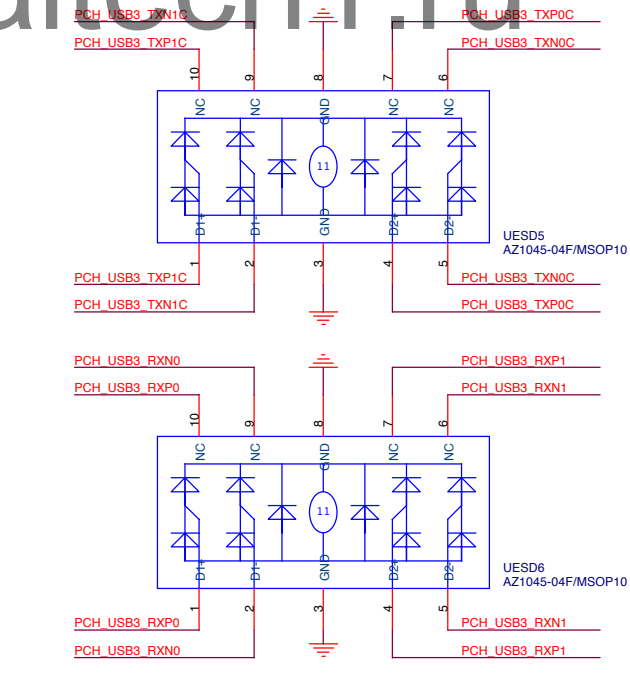 PCH_USB3_TXN1C
PCH_USB3_TXP0C
PCH_USB3_TXP1C
PCH_USB3_TXN0C
10 9 8 7 6
NC NC GND NC NC
11
D1+ D1- GND D2+ D2-
UESD5
AZ1045-04F/MSOP10
1 2 3 4 5
PCH_USB3_TXP1C
PCH_USB3_TXN0C
PCH_USB3_TXN1C
PCH_USB3_TXP0C
PCH_USB3_RXN0
PCH_USB3_RXP1
PCH_USB3_RXP0
PCH_USB3_RXN1
10 9 8 7 6
NC NC GND NC NC
11
D1+ D1- GND D2+ D2-
UESD6
AZ1045-04F/MSOP10
1 2 3 4 5
PCH_USB3_RXP0
PCH_USB3_RXN1
PCH_USB3_RXN0
PCH_USB3_RXP1